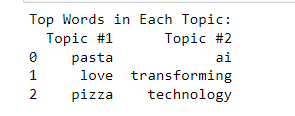 Top Words in Each Topic:
Topic #1 Topic #2
0 pasta ai
1 love transforming
2 pizza technology